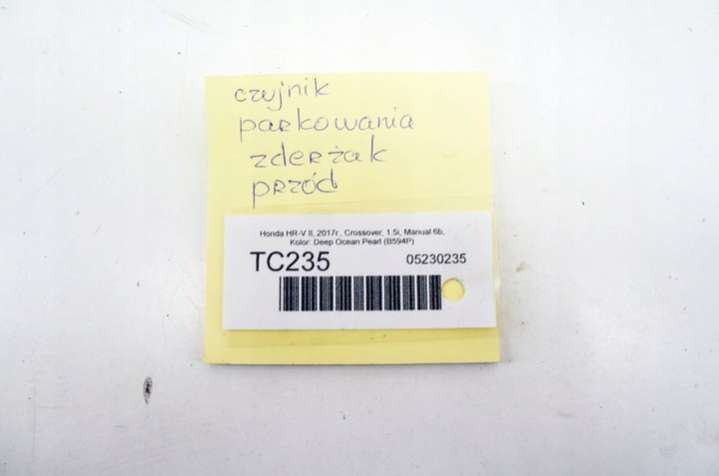 czujnik
parkowania
zderżak
przód
Honda HR-V II, 2017r., Crossover, 1.5i, Manual 6b,
Kolor: Deep Ocean Pearl (B594P)
TC235 05230235